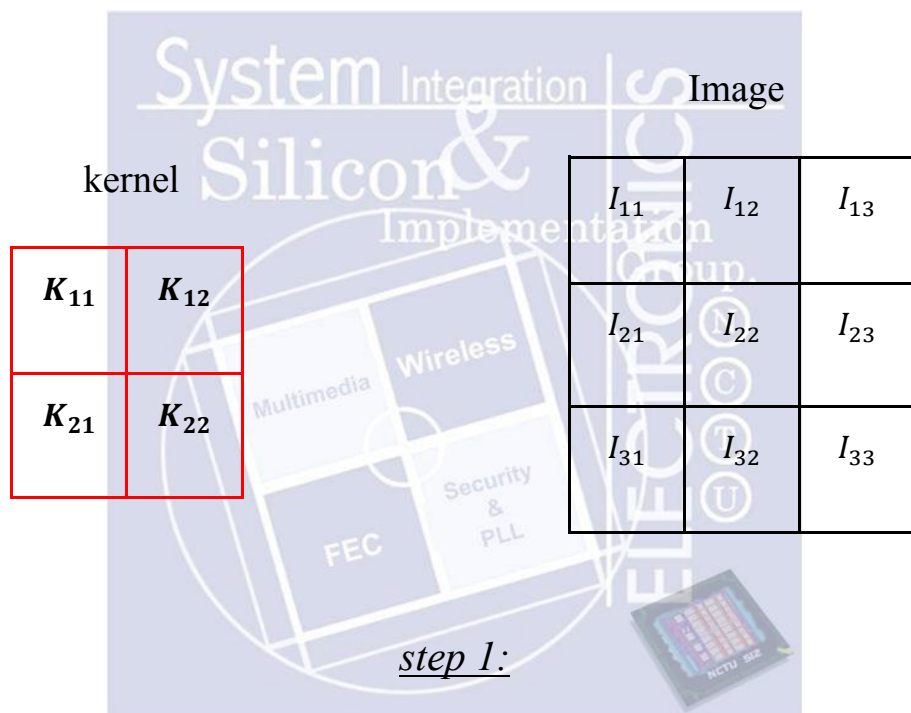 System Integration
Silicon &
Implementation
Group.
ELECTRONICS
Image
kernel
K₁₁ K₁₂
K₂₁ K₂₂
I₁₁ I₁₂ I₁₃
I₂₁ I₂₂ I₂₃
I₃₁ I₃₂ I₃₃
Multimedia
Wireless
FEC
Security
&
PLL
N
C
T
U
NCTU SI2
step 1: